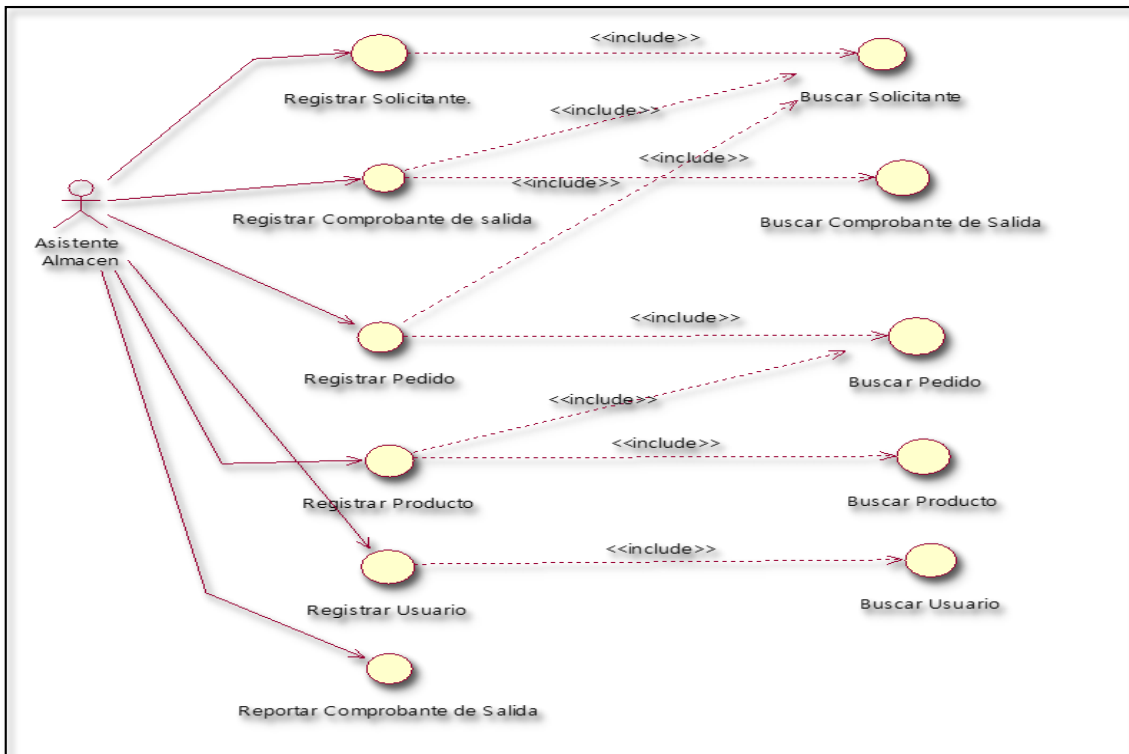 <<include>>
Registrar Solicitante.
Buscar Solicitante
<<include>>
<<include>>
<<include>>
Registrar Comprobante de salida
Buscar Comprobante de Salida
Asistente
Almacen
<<include>>
Registrar Pedido
Buscar Pedido
<<include>>
<<include>>
Registrar Producto
Buscar Producto
<<include>>
Registrar Usuario
Buscar Usuario
Reportar Comprobante de Salida